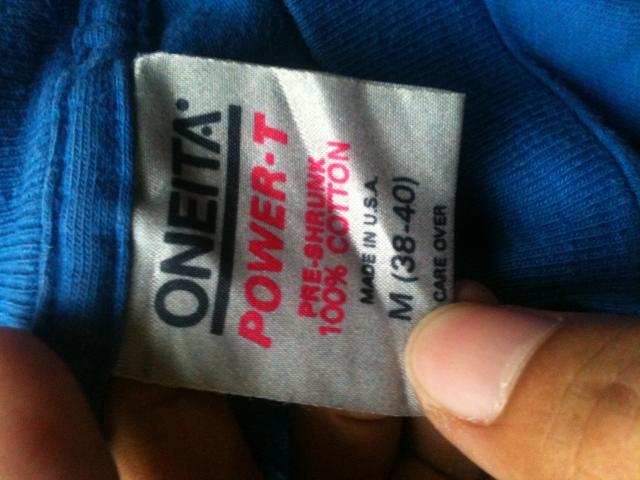 ONEITA
POWER-T
PRE-SHRUNK
100% COTTON
MADE IN U.S.A.
M (38-40)
CARE OVER